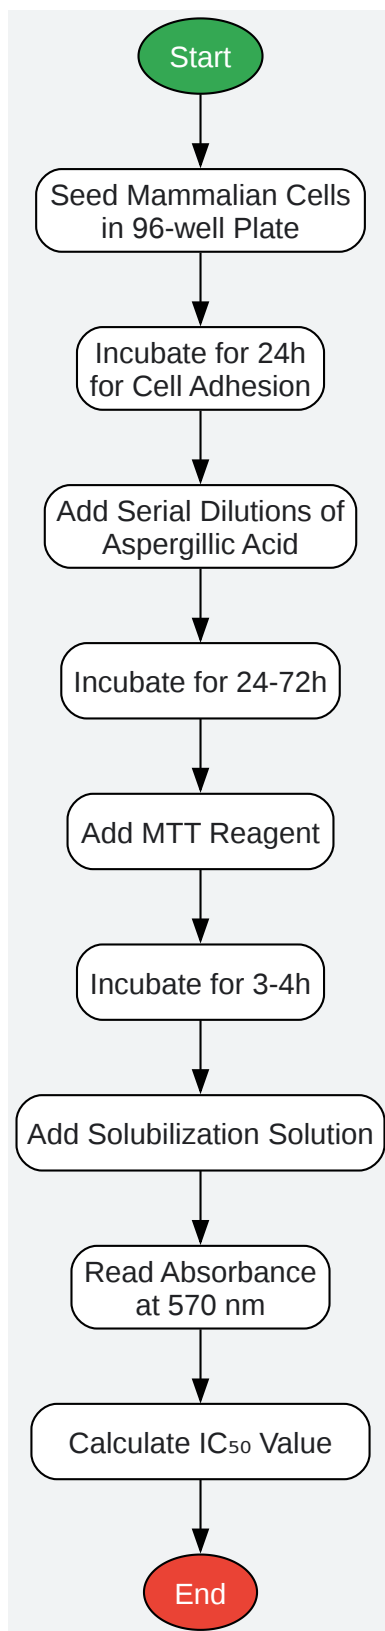 Start
Seed Mammalian Cells
in 96-well Plate
Incubate for 24h
for Cell Adhesion
Add Serial Dilutions of
Aspergillic Acid
Incubate for 24-72h
Add MTT Reagent
Incubate for 3-4h
Add Solubilization Solution
Read Absorbance
at 570 nm
Calculate IC₅₀ Value
End